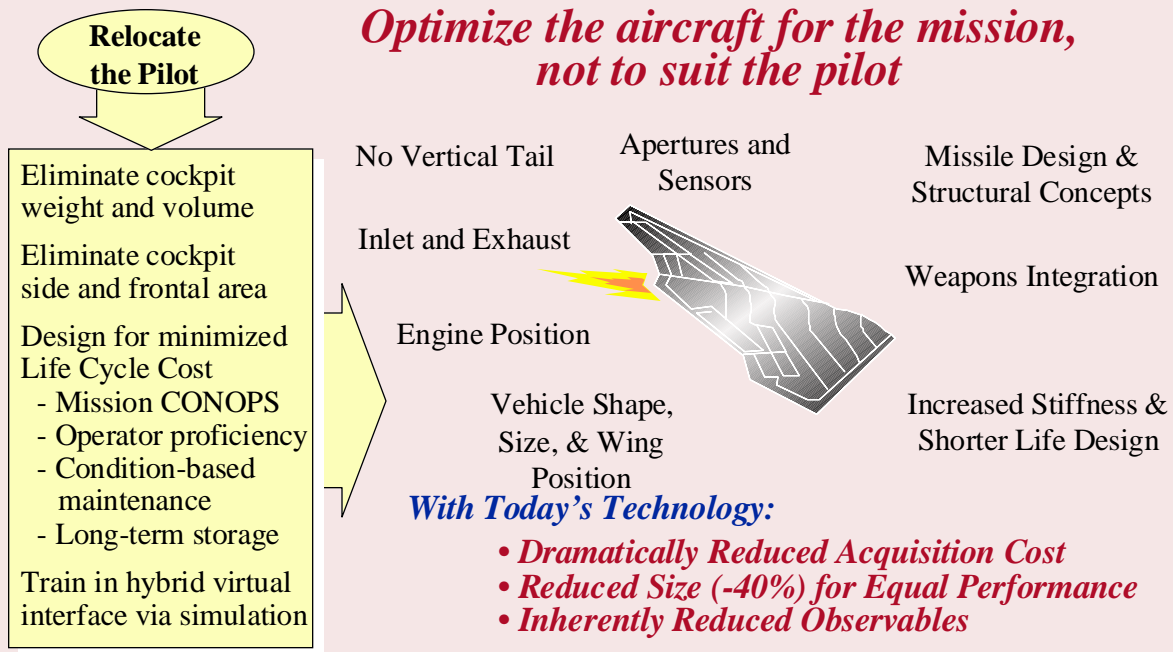 Relocate
the Pilot
Optimize the aircraft for the mission,
not to suit the pilot
Eliminate cockpit
weight and volume
Eliminate cockpit
side and frontal area
Design for minimized
Life Cycle Cost
- Mission CONOPS
- Operator proficiency
- Condition-based
maintenance
- Long-term storage
Train in hybrid virtual
interface via simulation
No Vertical Tail
Apertures and
Sensors
Missile Design &
Structural Concepts
Inlet and Exhaust
Weapons Integration
Engine Position
Vehicle Shape,
Size, & Wing
Position
Increased Stiffness &
Shorter Life Design
With Today's Technology:
• Dramatically Reduced Acquisition Cost
• Reduced Size (-40%) for Equal Performance
• Inherently Reduced Observables